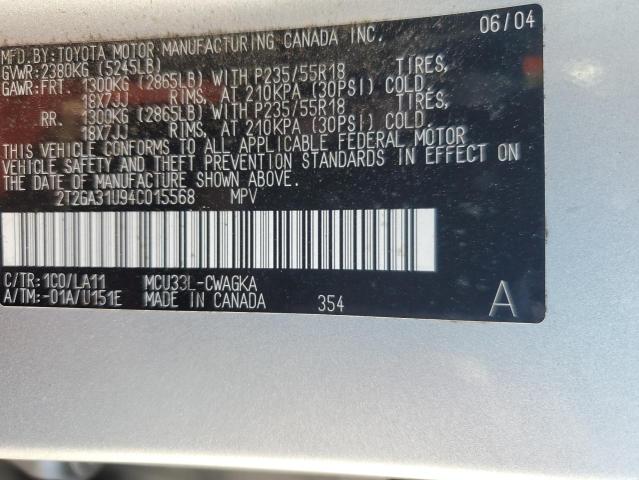 06/04
MFD.BY:TOYOTA MOTOR MANUFACTURING CANADA INC.
GVWR:2380KG (5245LB)
GAWR:FRT. 1300KG (2865LB) WITH P235/55R18 TIRES,
18X7JJ RIMS, AT 210KPA (30PSI) COLD.
RR. 1300KG (2865LB) WITH P235/55R18 TIRES,
18X7JJ RIMS, AT 210KPA (30PSI) COLD.
THIS VEHICLE CONFORMS TO ALL APPLICABLE FEDERAL MOTOR
VEHICLE SAFETY AND THEFT PREVENTION STANDARDS IN EFFECT ON
THE DATE OF MANUFACTURE SHOWN ABOVE.
2T2GA31U94C015568 MPV
C/TR:1C0/LA11 MCU33L-CWAGKA
A/TM:-01A/U151E MADE IN CANADA 354 A